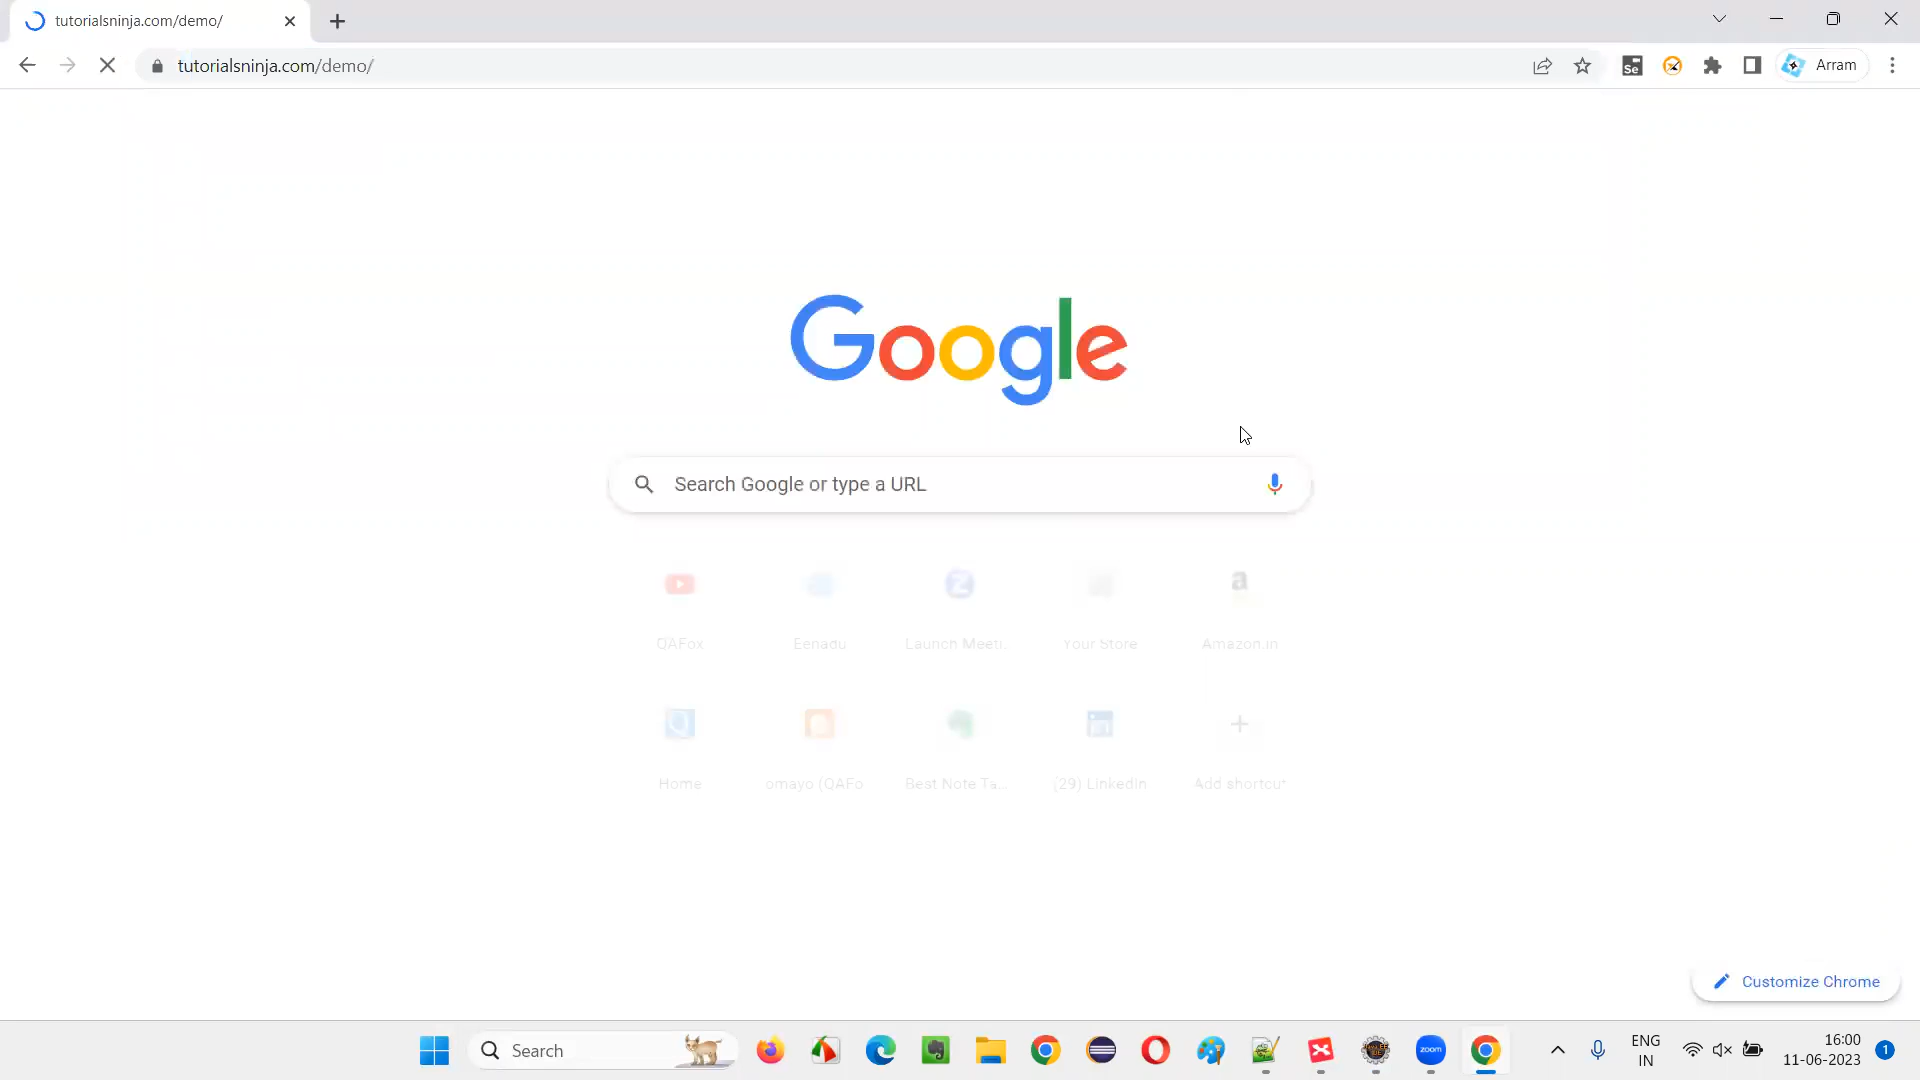 tutorialsninja.com/demo/
tutorialsninja.com/demo/
Se
Arram
Google
Search Google or type a URL
QAFox
Eenadu
Launch Meeti...
Your Store
Amazon.in
Home
omayo (QAFo
Best Note Ta...
(29) LinkedIn
Add shortcut
Customize Chrome
Search
zoom
ENG
IN
16:00
11-06-2023
1